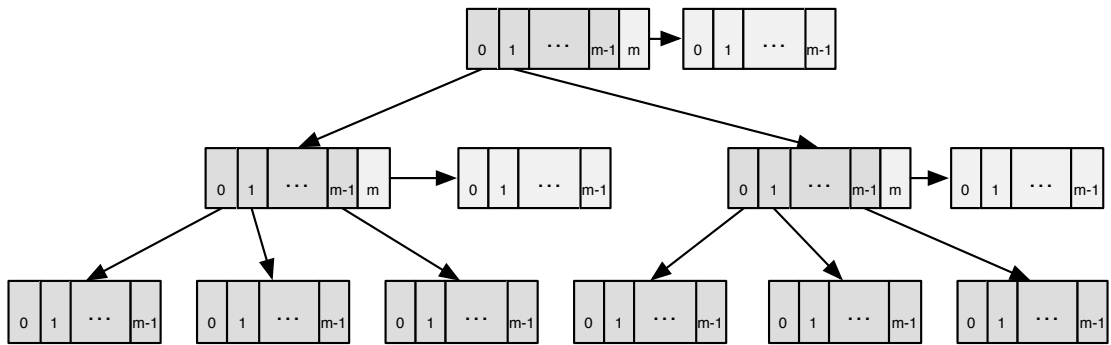 0 1 ... m-1 m 0 1 ... m-1
0 1 ... m-1 m 0 1 ... m-1 0 1 ... m-1 m 0 1 ... m-1
0 1 ... m-1 0 1 ... m-1 0 1 ... m-1 0 1 ... m-1 0 1 ... m-1 0 1 ... m-1